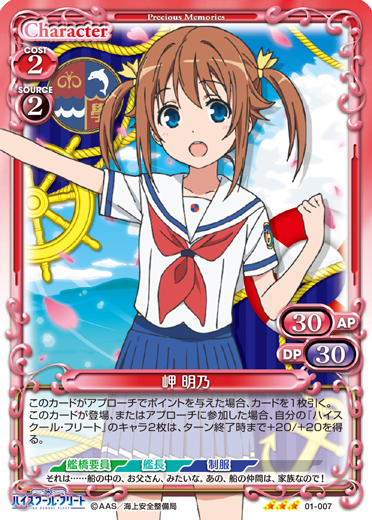 Precious Memories
Character
COST
2
SOURCE
2
30 AP
DP 30
岬 明乃
このカードがアプローチでポイントを与えた場合、カードを1枚引く。
このカードが登場、またはアプローチに参加した場合、自分の『ハイス
クール・フリート』のキャラ2枚は、ターン終了時まで+20/+20を得
る。
艦橋要員 艦長 制服
それは……船の中の、お父さん、みたいな。あの、船の仲間は、家族なので!
ハイスクール・フリート
©AAS/海上安全整備局
01-007